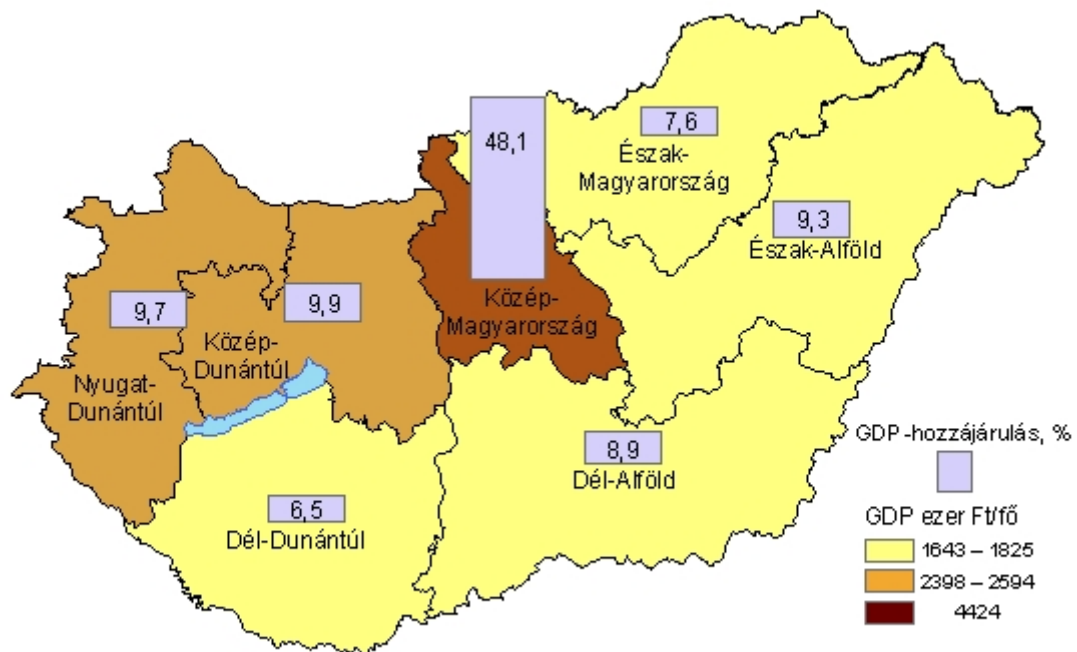 48,1
7,6
Észak-
Magyarország
9,3
Észak-Alföld
9,7
9,9
Közép-
Magyarország
Közép-
Dunántúl
Nyugat-
Dunántúl
8,9
Dél-Alföld
6,5
Dél-Dunántúl
GDP-hozzájárulás, %
GDP ezer Ft/fő
1643 – 1825
2398 – 2594
4424